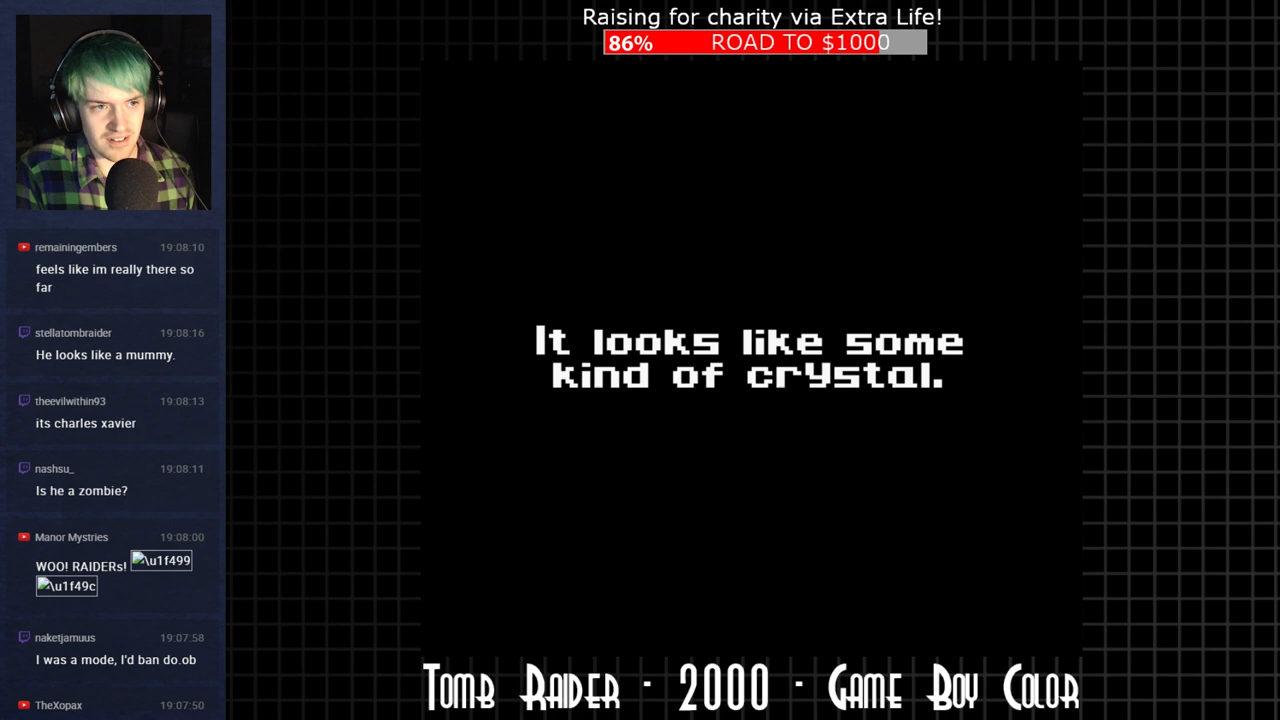 Raising for charity via Extra Life!
86% ROAD TO $1000
remainingembers 19:08:10
feels like im really there so
far
stellatombraider 19:08:16
He looks like a mummy.
theevilwithin93 19:08:13
its charles xavier
nashsu_ 19:08:11
Is he a zombie?
Manor Mystries 19:08:00
WOO! RAIDERs! \u1f499
\u1f49c
naketjamuus 19:07:58
I was a mode, I'd ban do.ob
TheXopax 19:07:50
It looks like some
kind of crystal.
Tomb Raider - 2000 - Game Boy Color